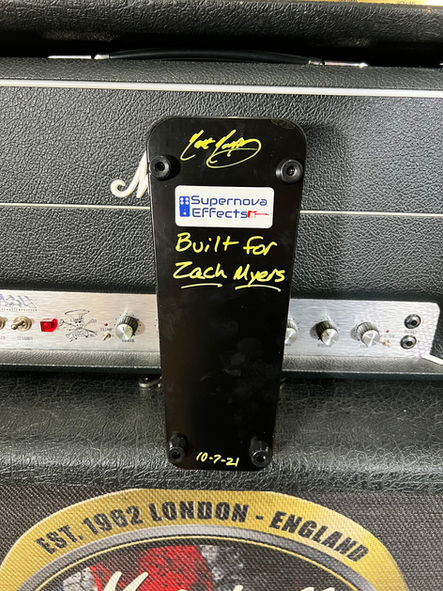 Supernova
Effects
Built for
Zach Myers
10-7-21
EST. 1962 LONDON - ENGLAND